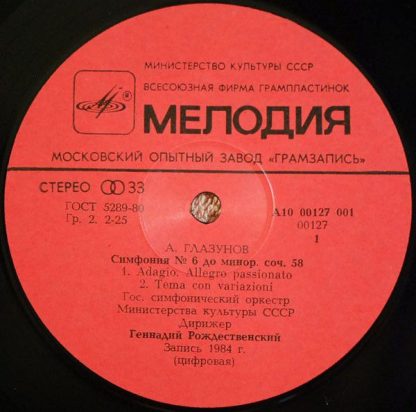 МИНИСТЕРСТВО КУЛЬТУРЫ СССР
ВСЕСОЮЗНАЯ ФИРМА ГРАМПЛАСТИНОК
МЕЛОДИЯ
МОСКОВСКИЙ ОПЫТНЫЙ ЗАВОД «ГРАМЗАПИСЬ»
СТЕРЕО 33
ГОСТ 5289-80
Гр. 2. 2-25
А10 00127 001
00127
1
А. ГЛАЗУНОВ
Симфония № 6 до минор. соч. 58
1. Adagio. Allegro passionato
2. Tema con variazioni
Гос. симфонический оркестр
Министерства культуры СССР
Дирижер
Геннадий Рождественский
Запись 1984 г.
(цифровая)